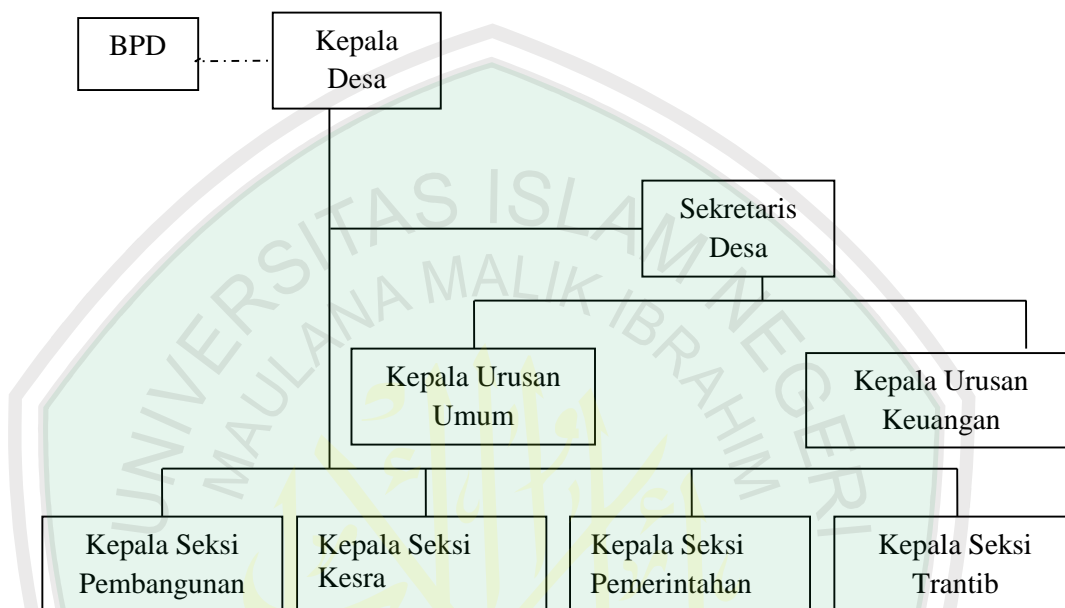 BPD
Kepala
Desa
Sekretaris
Desa
Kepala Urusan
Umum
Kepala Urusan
Keuangan
Kepala Seksi
Pembangunan
Kepala Seksi
Kesra
Kepala Seksi
Pemerintahan
Kepala Seksi
Trantib
UNIVERSITAS ISLAM NEGERI
MAULANA MALIK IBRAHIM